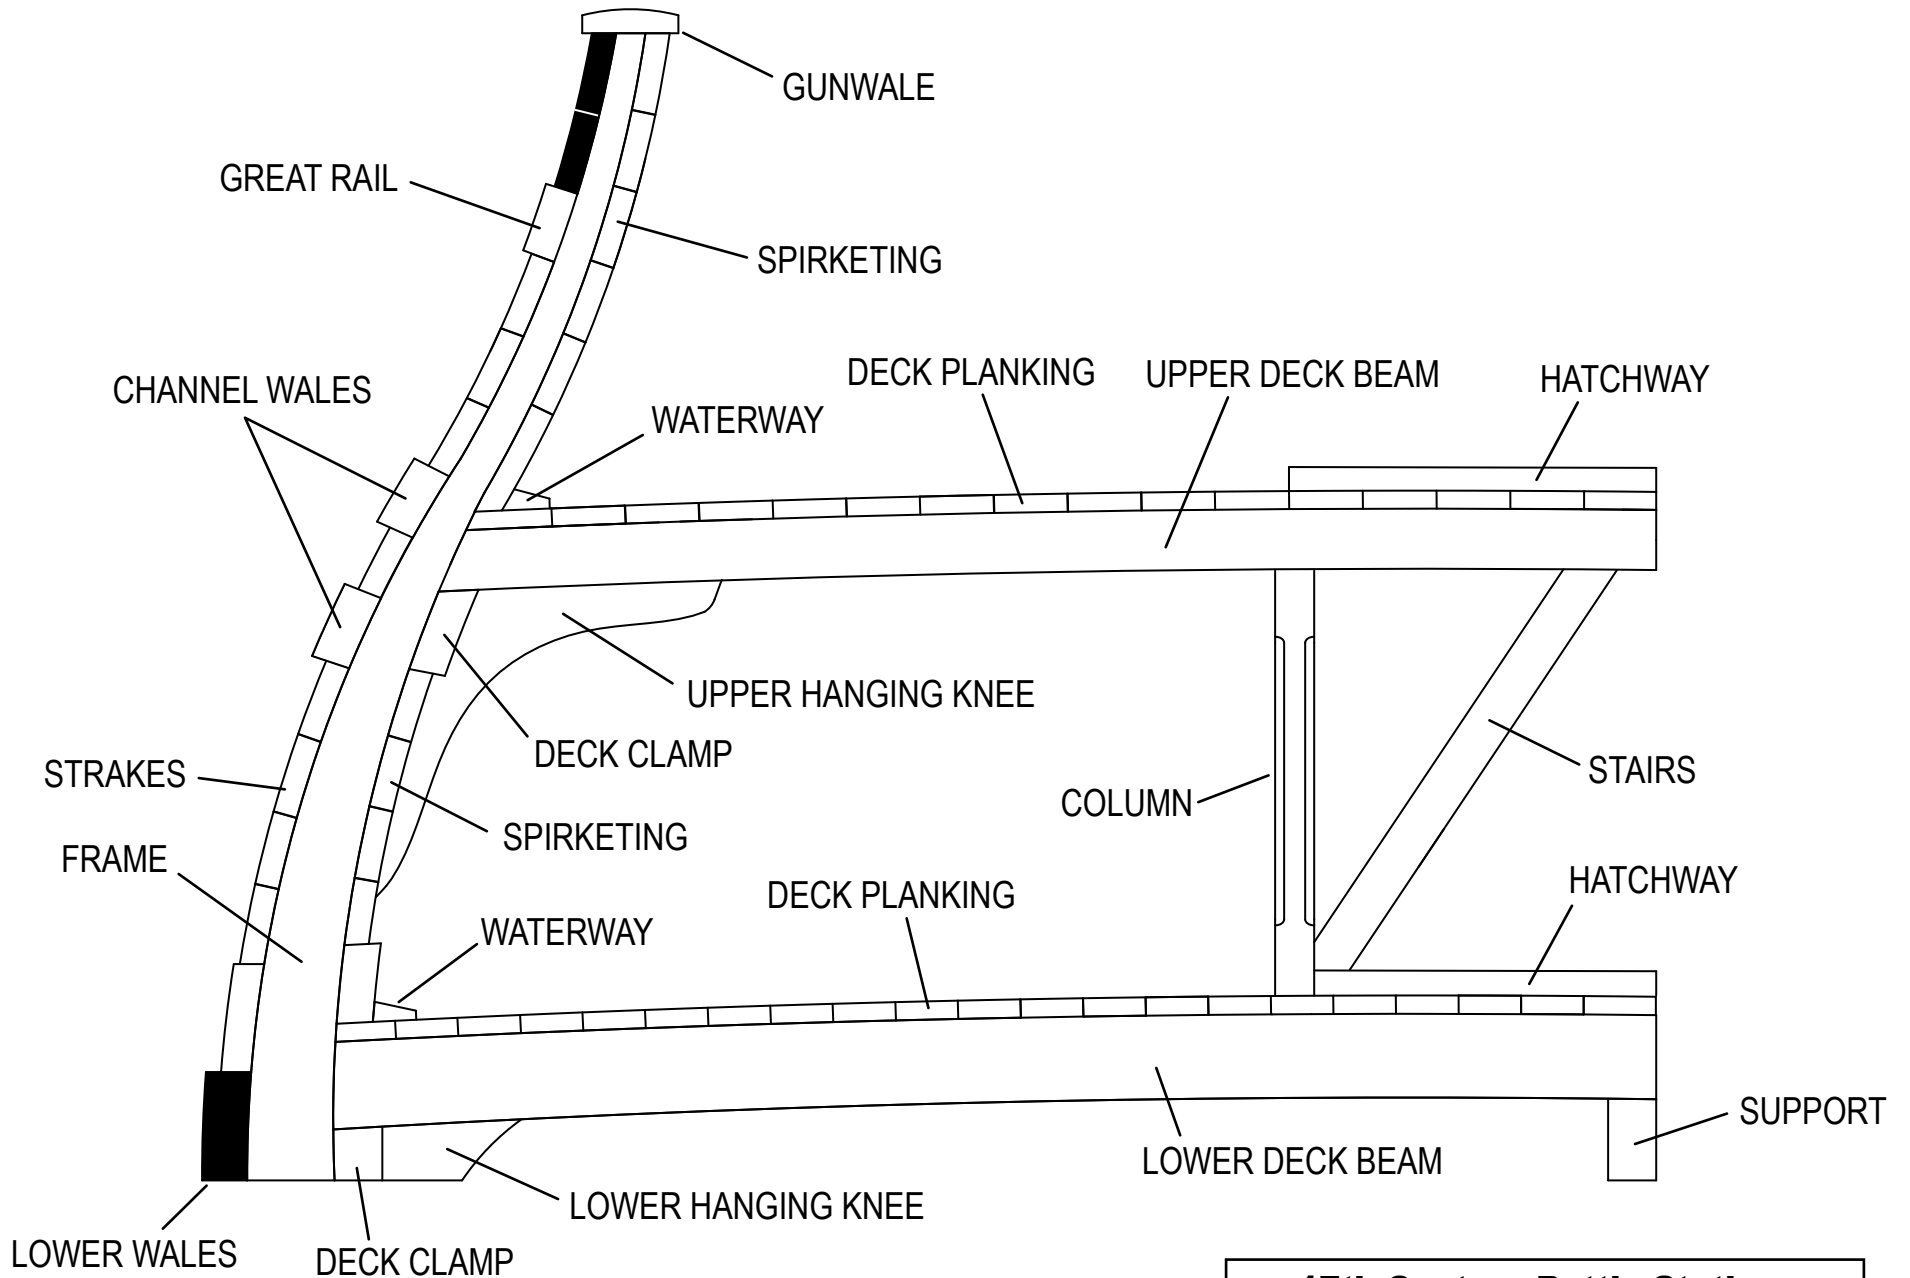 GUNWALE
GREAT RAIL
SPIRKETING
DECK PLANKING
UPPER DECK BEAM
HATCHWAY
CHANNEL WALES
WATERWAY
UPPER HANGING KNEE
DECK CLAMP
STRAKES
STAIRS
COLUMN
SPIRKETING
FRAME
HATCHWAY
DECK PLANKING
WATERWAY
SUPPORT
LOWER DECK BEAM
LOWER HANGING KNEE
LOWER WALES
DECK CLAMP